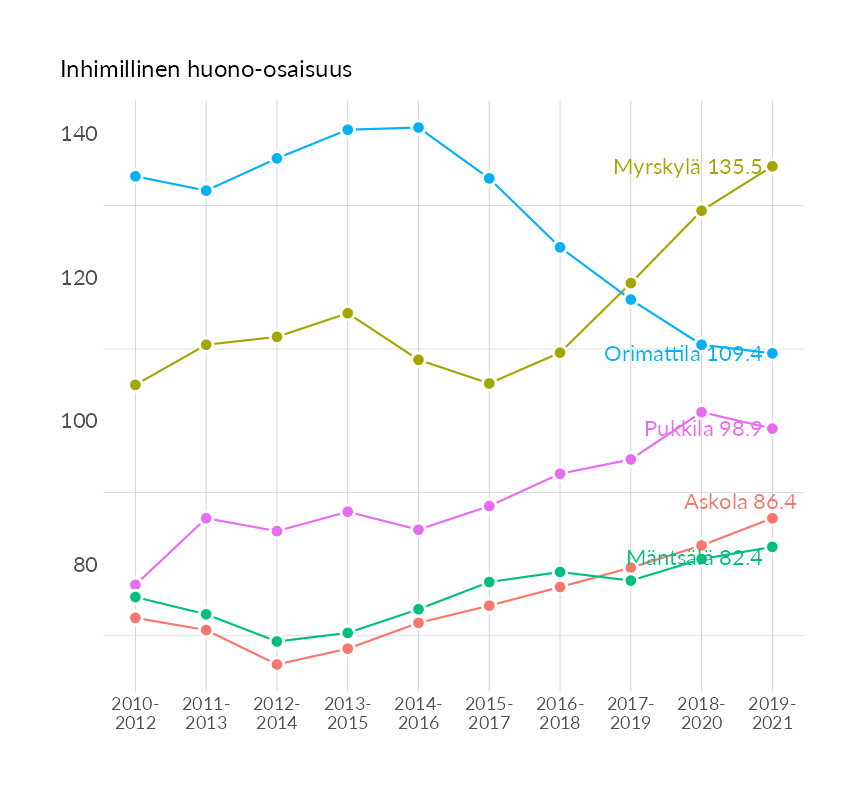 Inhimillinen huono-osaisuus
140
Myrskylä 135.5
120
Orimattila 109.4
100
Pukkila 98.9
Askola 86.4
80
Mäntsälä 82.4
2010- 2011- 2012- 2013- 2014- 2015- 2016- 2017- 2018- 2019-
2012 2013 2014 2015 2016 2017 2018 2019 2020 2021